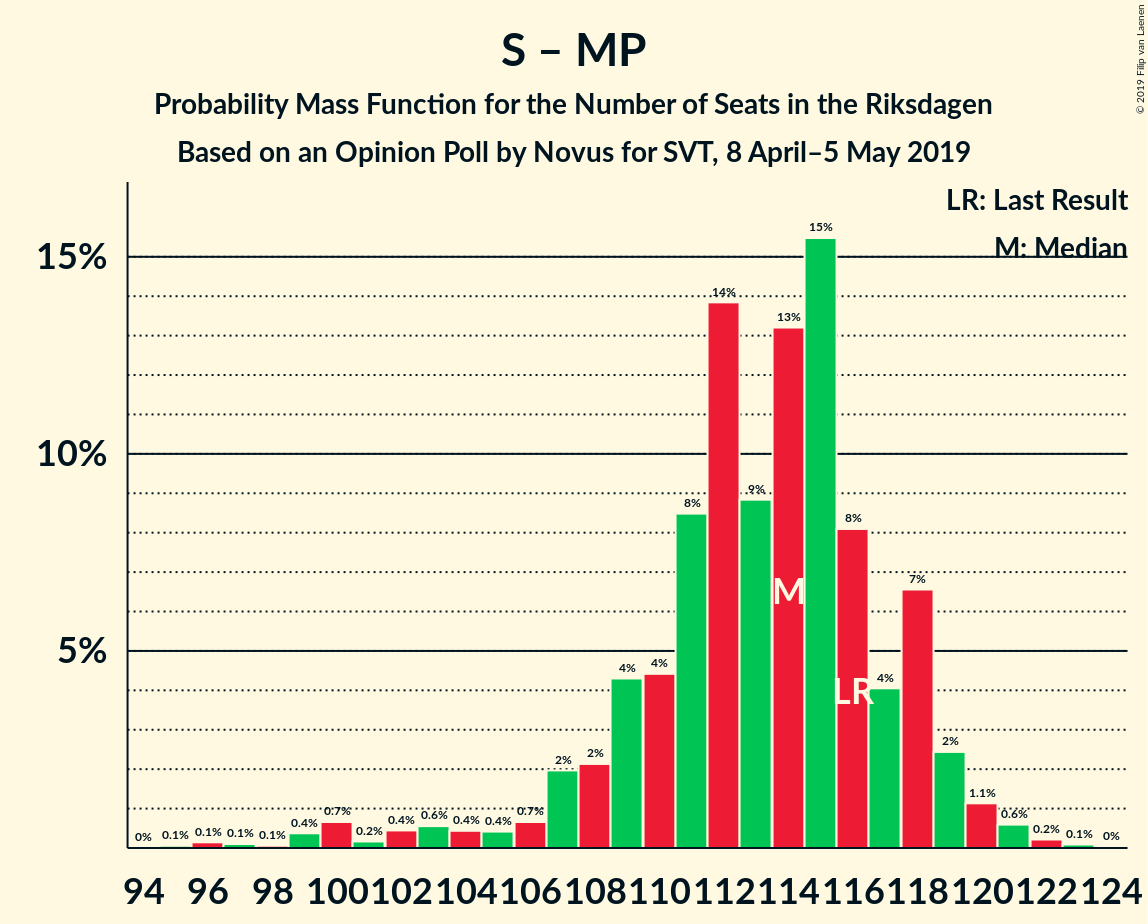 © 2019 Filip van Laenen
S – MP
Probability Mass Function for the Number of Seats in the Riksdagen
Based on an Opinion Poll by Novus for SVT, 8 April–5 May 2019
LR: Last Result
M: Median
15%
10%
5%
0% 0.1% 0.1% 0.1% 0.1% 0.4% 0.7% 0.2% 0.4% 0.6% 0.4% 0.4% 0.7% 2% 2% 4% 4% 8% 14% 9% 13% 15% 8% 4% 7% 2% 1.1% 0.6% 0.2% 0.1% 0%
M
LR
94 96 98 100 102 104 106 108 110 112 114 116 118 120 122 124